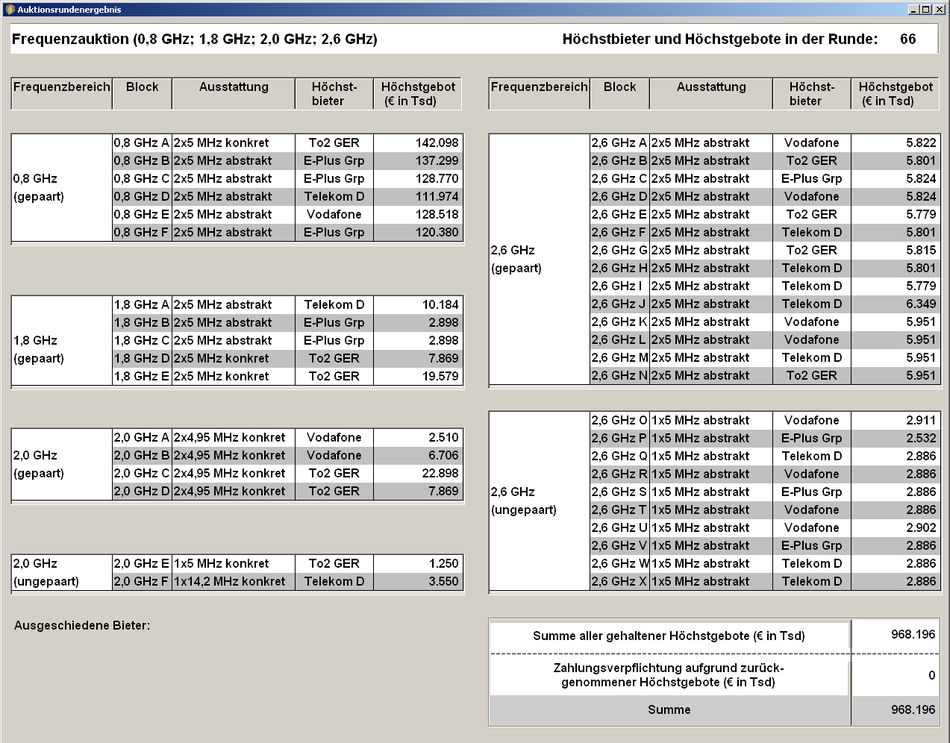 Auktionsrundenergebnis
Frequenzauktion (0,8 GHz; 1,8 GHz; 2,0 GHz; 2,6 GHz) Höchstbieter und Höchstgebote in der Runde: 66
Frequenzbereich Block Ausstattung Höchst-bieter Höchstgebot (€ in Tsd)
0,8 GHz
(gepaart)
0,8 GHz A 2x5 MHz konkret To2 GER 142.098
0,8 GHz B 2x5 MHz abstrakt E-Plus Grp 137.299
0,8 GHz C 2x5 MHz abstrakt E-Plus Grp 128.770
0,8 GHz D 2x5 MHz abstrakt Telekom D 111.974
0,8 GHz E 2x5 MHz abstrakt Vodafone 128.518
0,8 GHz F 2x5 MHz abstrakt E-Plus Grp 120.380
1,8 GHz
(gepaart)
1,8 GHz A 2x5 MHz abstrakt Telekom D 10.184
1,8 GHz B 2x5 MHz abstrakt E-Plus Grp 2.898
1,8 GHz C 2x5 MHz abstrakt E-Plus Grp 2.898
1,8 GHz D 2x5 MHz konkret To2 GER 7.869
1,8 GHz E 2x5 MHz konkret To2 GER 19.579
2,0 GHz
(gepaart)
2,0 GHz A 2x4,95 MHz konkret Vodafone 2.510
2,0 GHz B 2x4,95 MHz konkret Vodafone 6.706
2,0 GHz C 2x4,95 MHz konkret To2 GER 22.898
2,0 GHz D 2x4,95 MHz konkret To2 GER 7.869
2,0 GHz
(ungepaart)
2,0 GHz E 1x5 MHz konkret To2 GER 1.250
2,0 GHz F 1x14,2 MHz konkret Telekom D 3.550
Ausgeschiedene Bieter:
Frequenzbereich Block Ausstattung Höchst-bieter Höchstgebot (€ in Tsd)
2,6 GHz
(gepaart)
2,6 GHz A 2x5 MHz abstrakt Vodafone 5.822
2,6 GHz B 2x5 MHz abstrakt To2 GER 5.801
2,6 GHz C 2x5 MHz abstrakt E-Plus Grp 5.824
2,6 GHz D 2x5 MHz abstrakt Vodafone 5.824
2,6 GHz E 2x5 MHz abstrakt To2 GER 5.779
2,6 GHz F 2x5 MHz abstrakt Telekom D 5.801
2,6 GHz G 2x5 MHz abstrakt To2 GER 5.815
2,6 GHz H 2x5 MHz abstrakt Telekom D 5.801
2,6 GHz I 2x5 MHz abstrakt Telekom D 5.779
2,6 GHz J 2x5 MHz abstrakt Telekom D 6.349
2,6 GHz K 2x5 MHz abstrakt Vodafone 5.951
2,6 GHz L 2x5 MHz abstrakt Vodafone 5.951
2,6 GHz M 2x5 MHz abstrakt Telekom D 5.951
2,6 GHz N 2x5 MHz abstrakt To2 GER 5.951
2,6 GHz
(ungepaart)
2,6 GHz O 1x5 MHz abstrakt Vodafone 2.911
2,6 GHz P 1x5 MHz abstrakt E-Plus Grp 2.532
2,6 GHz Q 1x5 MHz abstrakt Telekom D 2.886
2,6 GHz R 1x5 MHz abstrakt Vodafone 2.886
2,6 GHz S 1x5 MHz abstrakt E-Plus Grp 2.886
2,6 GHz T 1x5 MHz abstrakt Vodafone 2.886
2,6 GHz U 1x5 MHz abstrakt Vodafone 2.902
2,6 GHz V 1x5 MHz abstrakt E-Plus Grp 2.886
2,6 GHz W 1x5 MHz abstrakt Telekom D 2.886
2,6 GHz X 1x5 MHz abstrakt Telekom D 2.886
Summe aller gehaltener Höchstgebote (€ in Tsd) 968.196
Zahlungsverpflichtung aufgrund zurück-
genommener Höchstgebote (€ in Tsd) 0
Summe 968.196